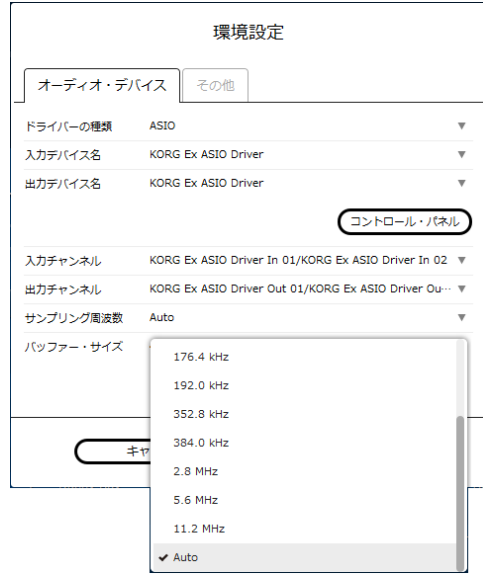 環境設定
オーディオ・デバイス その他
ドライバーの種類 ASIO
入力デバイス名 KORG Ex ASIO Driver
出力デバイス名 KORG Ex ASIO Driver
コントロール・パネル
入力チャンネル KORG Ex ASIO Driver In 01/KORG Ex ASIO Driver In 02
出力チャンネル KORG Ex ASIO Driver Out 01/KORG Ex ASIO Driver Ou…
サンプリング周波数 Auto
バッファー・サイズ
176.4 kHz
192.0 kHz
352.8 kHz
384.0 kHz
キャ
2.8 MHz
5.6 MHz
11.2 MHz
✔ Auto